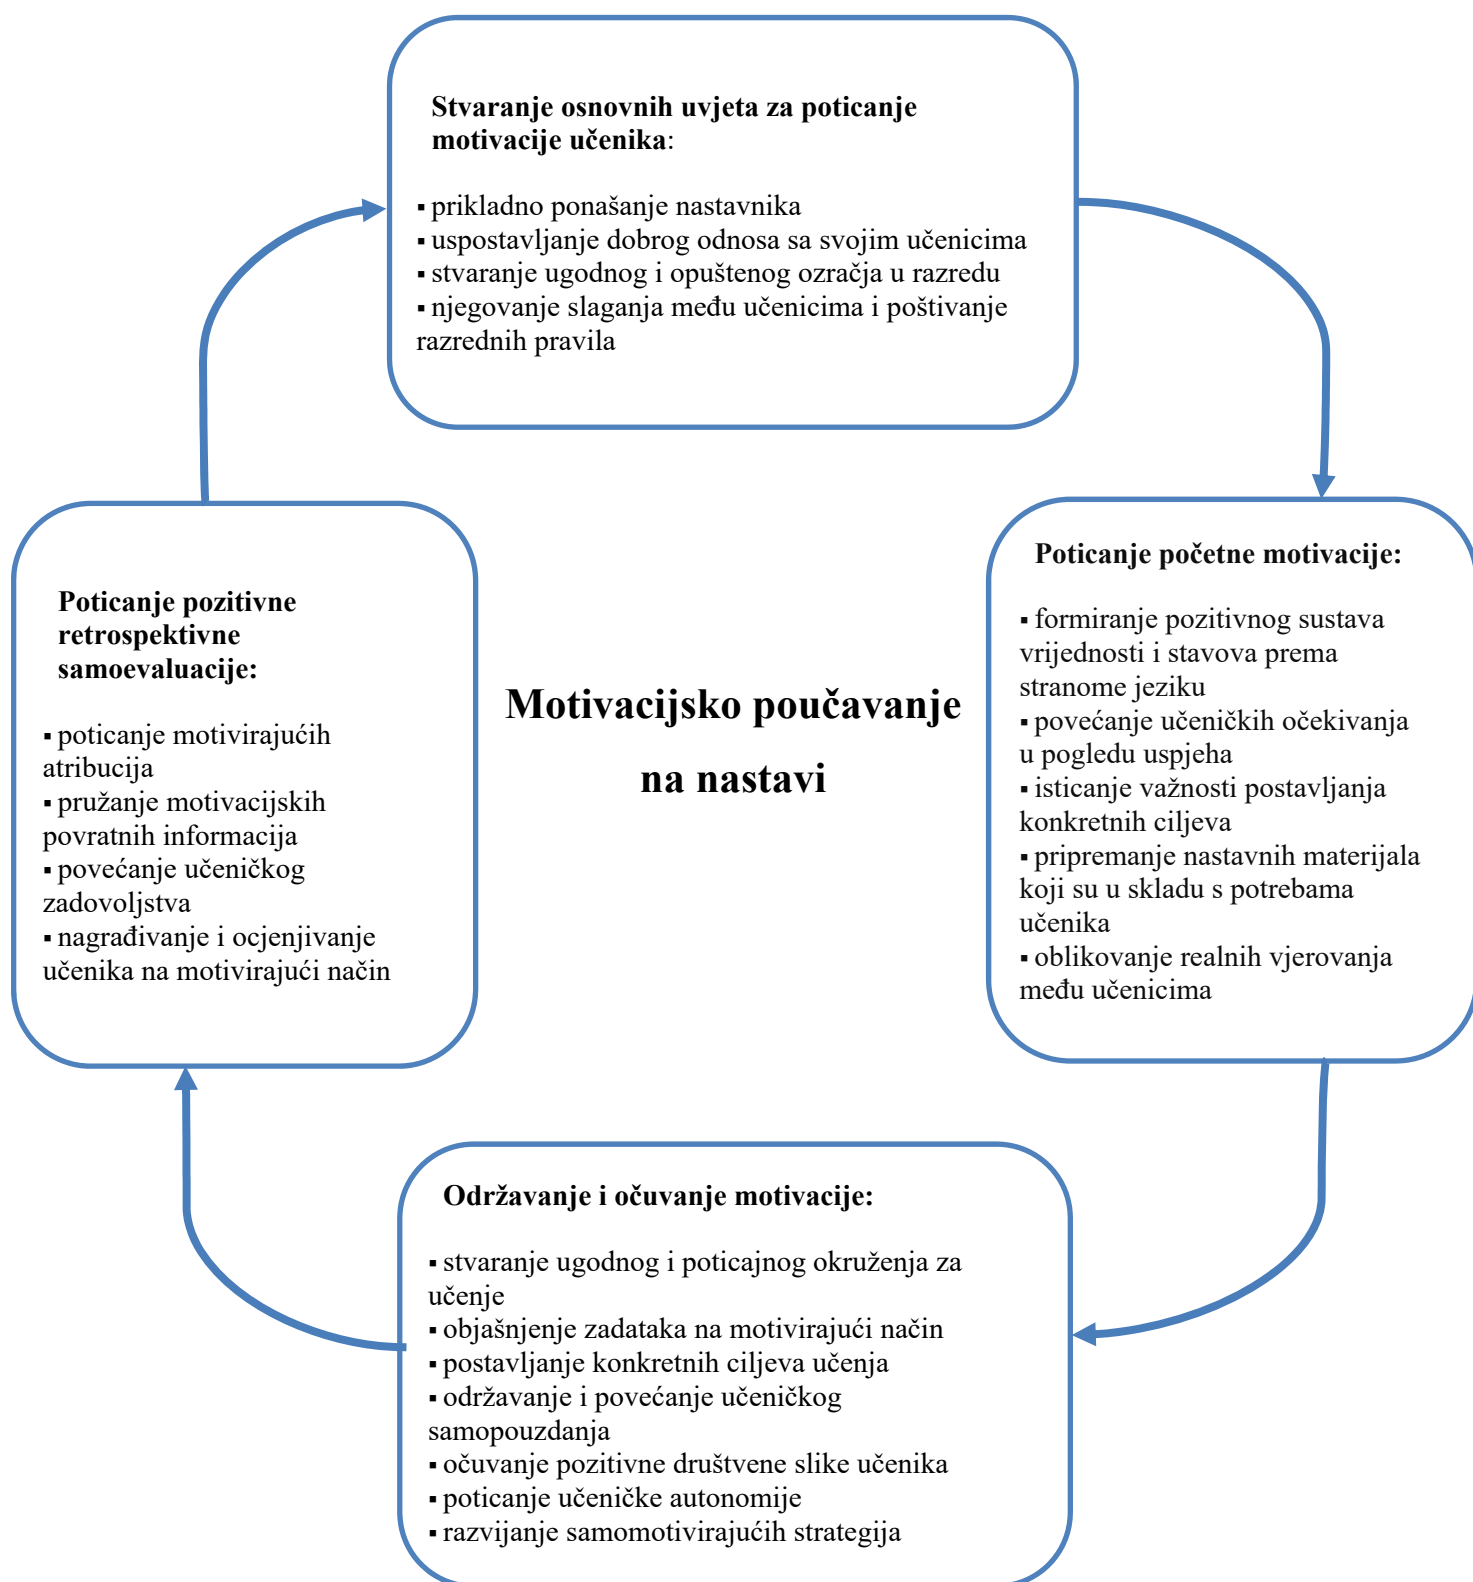 Stvaranje osnovnih uvjeta za poticanje
motivacije učenika:
▪ prikladno ponašanje nastavnika
▪ uspostavljanje dobrog odnosa sa svojim učenicima
▪ stvaranje ugodnog i opuštenog ozračja u razredu
▪ njegovanje slaganja među učenicima i poštivanje
razrednih pravila
Poticanje početne motivacije:
▪ formiranje pozitivnog sustava
vrijednosti i stavova prema
stranome jeziku
▪ povećanje učeničkih očekivanja
u pogledu uspjeha
▪ isticanje važnosti postavljanja
konkretnih ciljeva
▪ pripremanje nastavnih materijala
koji su u skladu s potrebama
učenika
▪ oblikovanje realnih vjerovanja
među učenicima
Motivacijsko poučavanje
na nastavi
Poticanje pozitivne
retrospektivne
samoevaluacije:
▪ poticanje motivirajućih
atribucija
▪ pružanje motivacijskih
povratnih informacija
▪ povećanje učeničkog
zadovoljstva
▪ nagrađivanje i ocjenjivanje
učenika na motivirajući način
Održavanje i očuvanje motivacije:
▪ stvaranje ugodnog i poticajnog okruženja za
učenje
▪ objašnjenje zadataka na motivirajući način
▪ postavljanje konkretnih ciljeva učenja
▪ održavanje i povećanje učeničkog
samopouzdanja
▪ očuvanje pozitivne društvene slike učenika
▪ poticanje učeničke autonomije
▪ razvijanje samomotivirajućih strategija